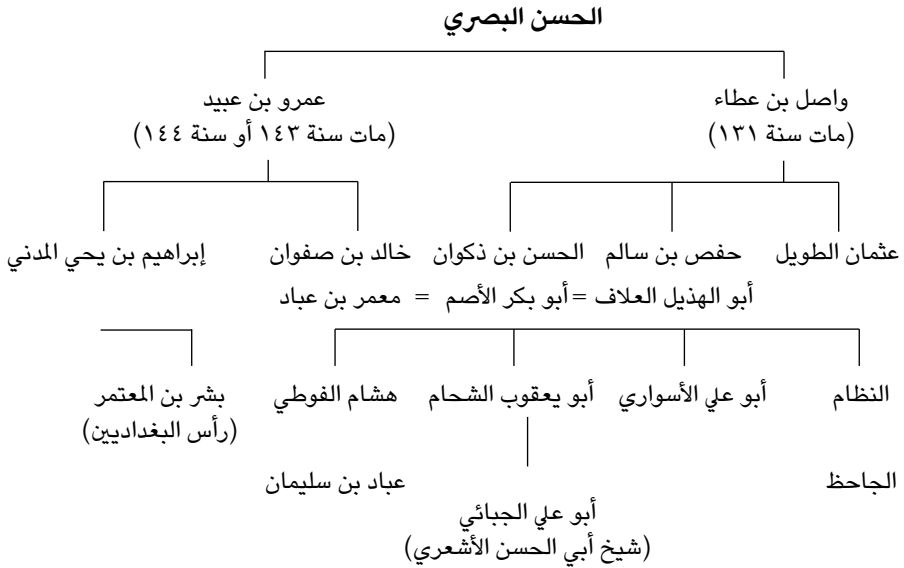 الحسن البصري
واصل بن عطاء عمرو بن عبيد
(مات سنة ١٣١) (مات سنة ١٤٣ أو سنة ١٤٤)
عثمان الطويل حفص بن سالم الحسن بن ذكوان خالد بن صفوان إبراهيم بن يحي المدني
أبو الهذيل العلاف = أبو بكر الأصم = معمر بن عباد
النظام أبو علي الأسواري أبو يعقوب الشحام هشام الفوطي بشر بن المعتمر
(رأس البغداديين)
الجاحظ عباد بن سليمان
أبو علي الجبائي
(شيخ أبي الحسن الأشعري)